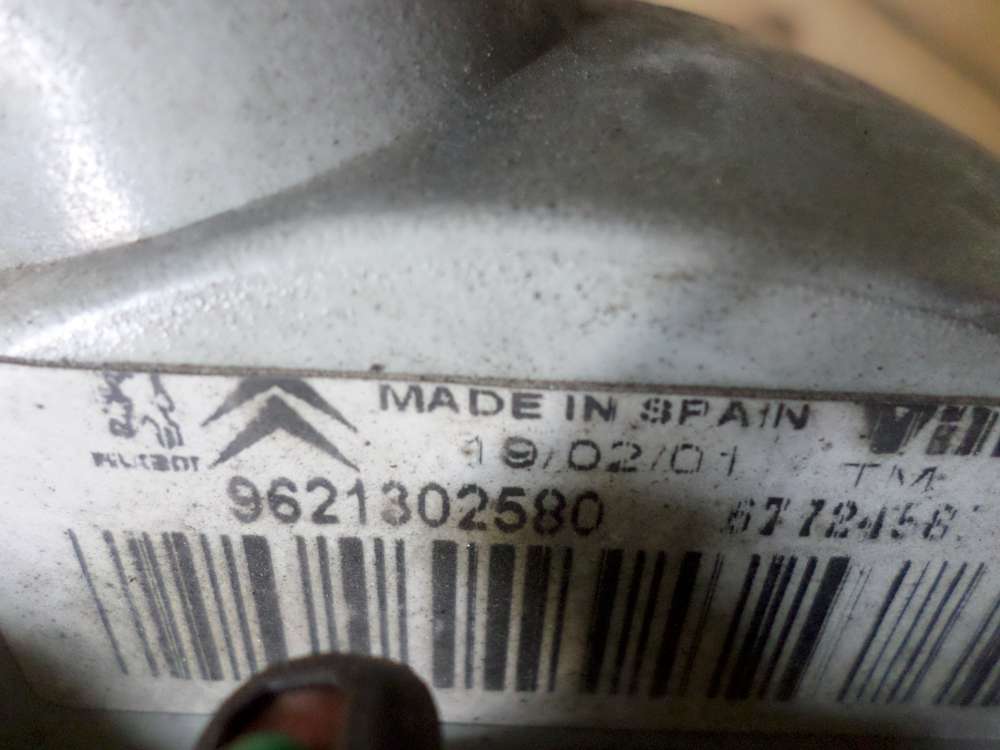 MADE IN SPAIN
PEUGEOT
19/02/01
TM
9621302580